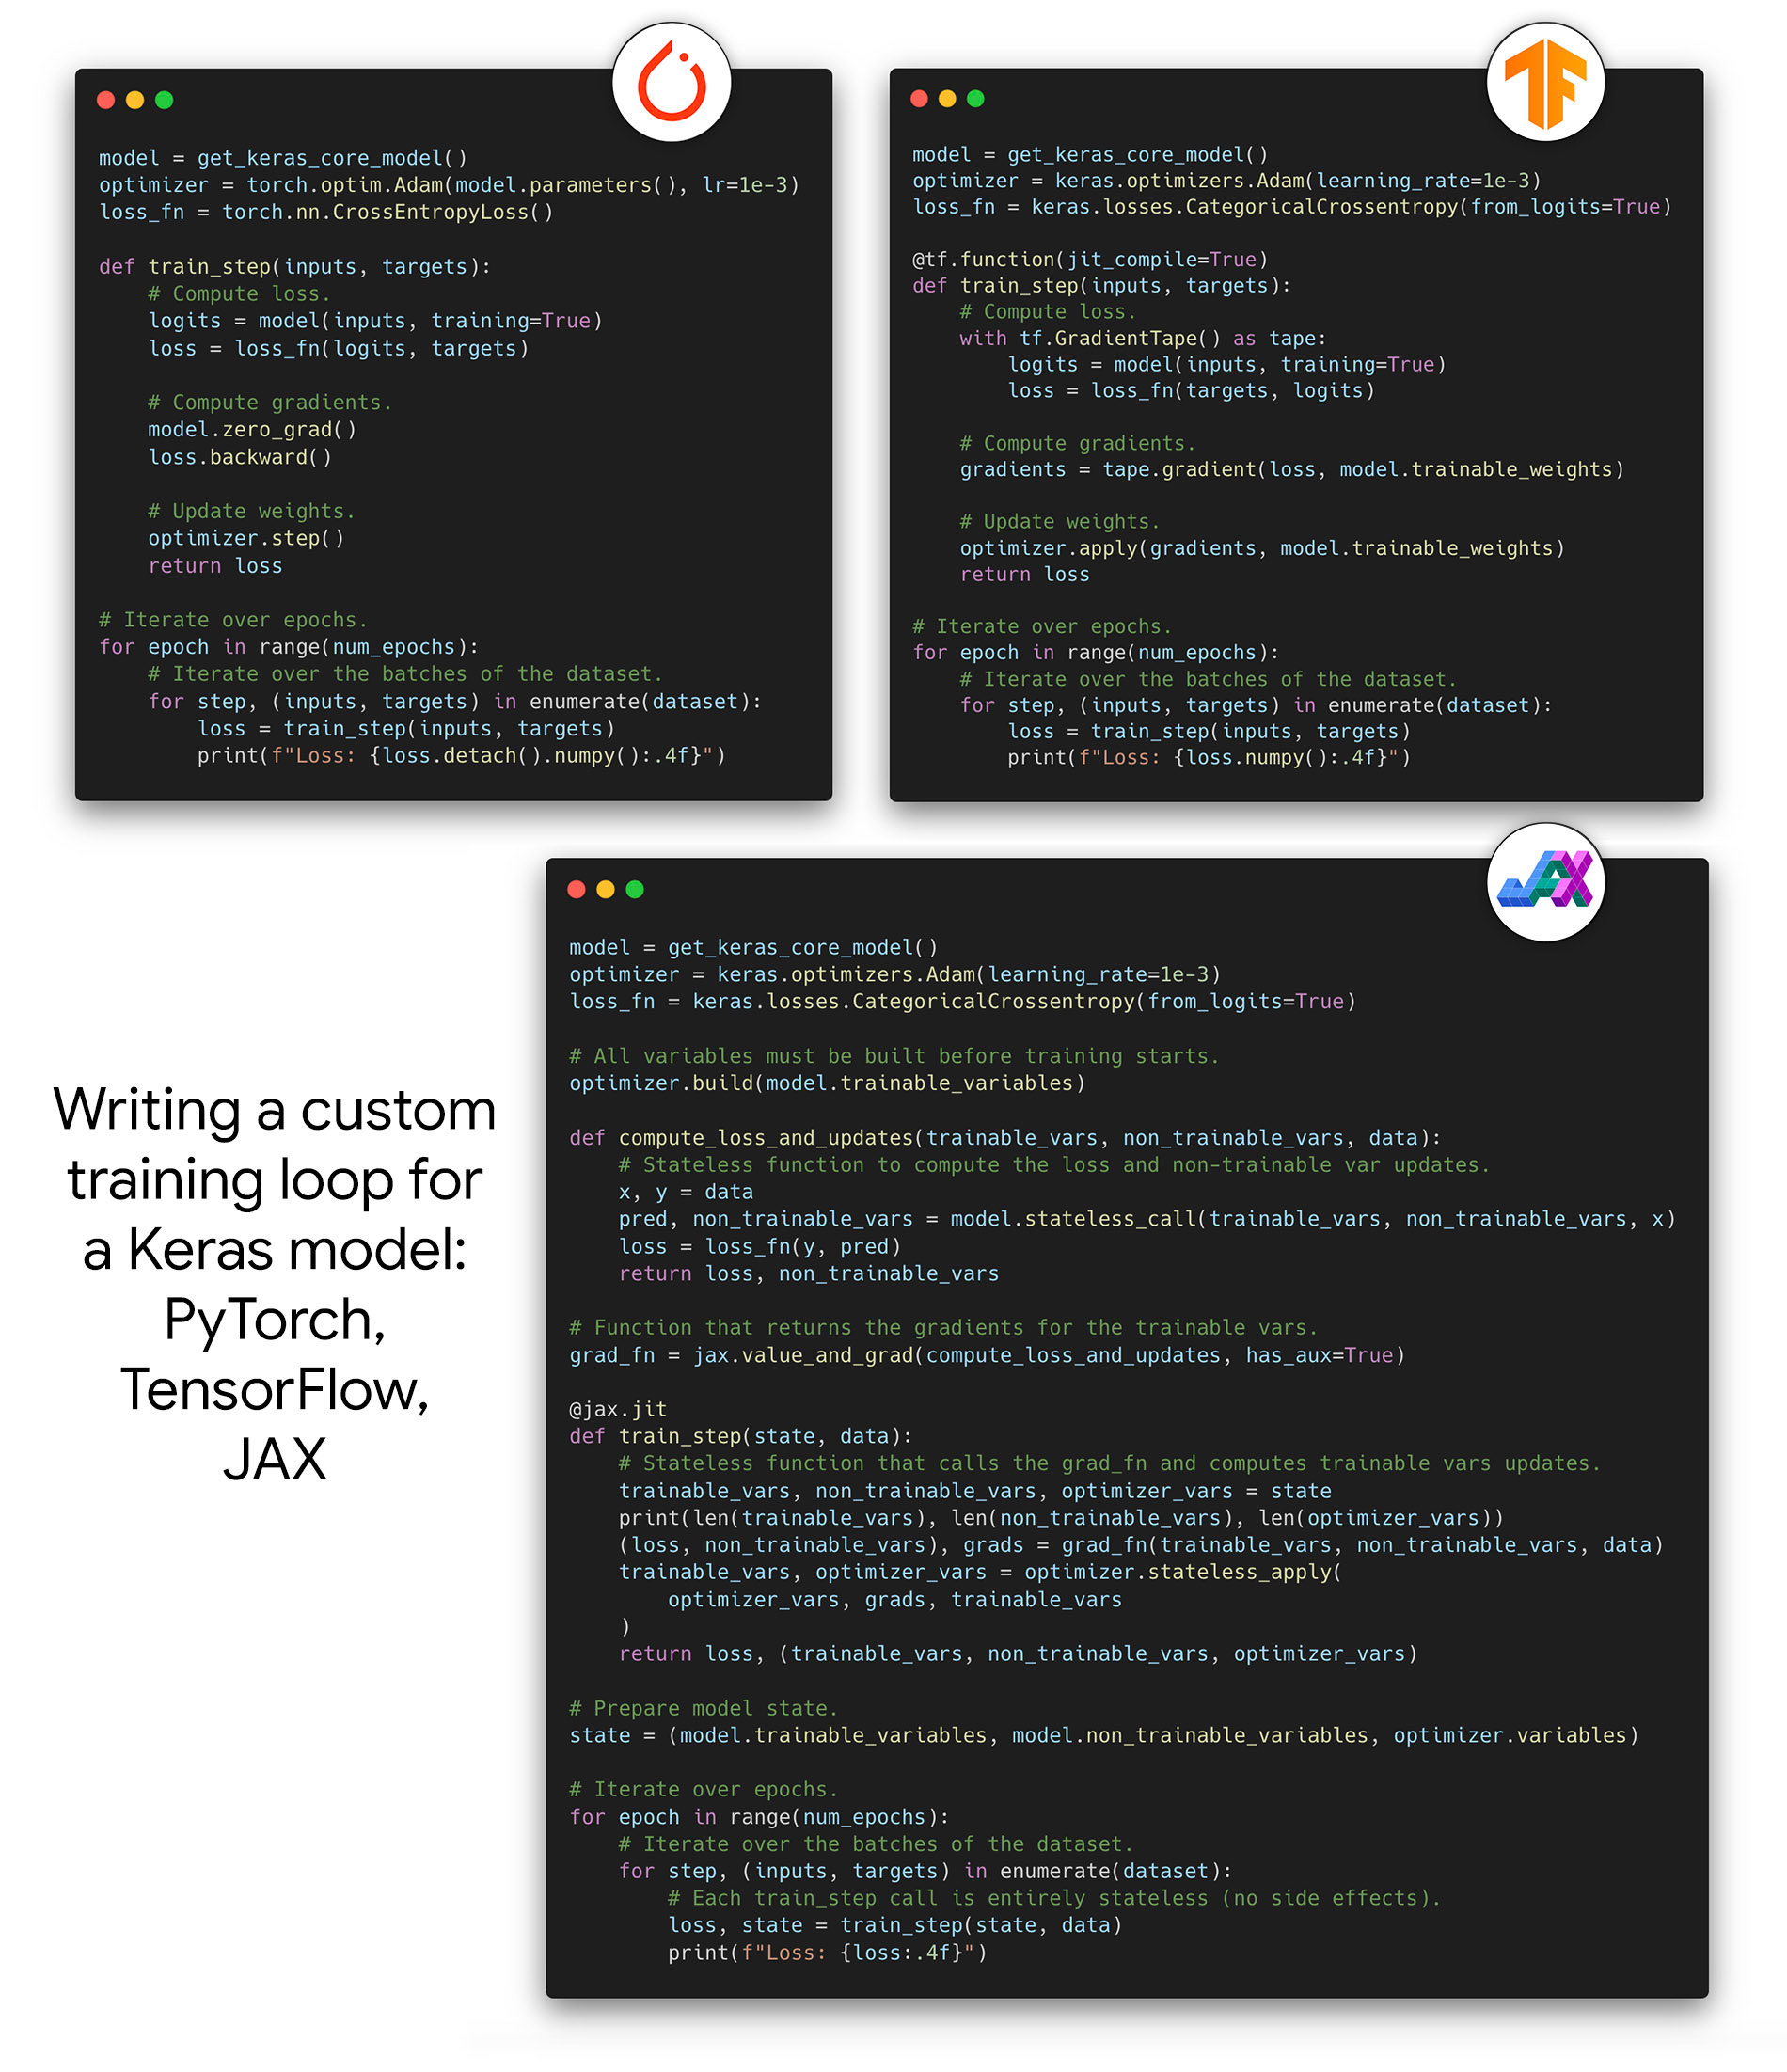 model = get_keras_core_model()
optimizer = torch.optim.Adam(model.parameters(), lr=1e-3)
loss_fn = torch.nn.CrossEntropyLoss()

def train_step(inputs, targets):
    # Compute loss.
    logits = model(inputs, training=True)
    loss = loss_fn(logits, targets)

    # Compute gradients.
    model.zero_grad()
    loss.backward()

    # Update weights.
    optimizer.step()
    return loss

# Iterate over epochs.
for epoch in range(num_epochs):
    # Iterate over the batches of the dataset.
    for step, (inputs, targets) in enumerate(dataset):
        loss = train_step(inputs, targets)
        print(f"Loss: {loss.detach().numpy():.4f}")

model = get_keras_core_model()
optimizer = keras.optimizers.Adam(learning_rate=1e-3)
loss_fn = keras.losses.CategoricalCrossentropy(from_logits=True)

@tf.function(jit_compile=True)
def train_step(inputs, targets):
    # Compute loss.
    with tf.GradientTape() as tape:
        logits = model(inputs, training=True)
        loss = loss_fn(targets, logits)

    # Compute gradients.
    gradients = tape.gradient(loss, model.trainable_weights)

    # Update weights.
    optimizer.apply(gradients, model.trainable_weights)
    return loss

# Iterate over epochs.
for epoch in range(num_epochs):
    # Iterate over the batches of the dataset.
    for step, (inputs, targets) in enumerate(dataset):
        loss = train_step(inputs, targets)
        print(f"Loss: {loss.numpy():.4f}")

Writing a custom
training loop for
a Keras model:
PyTorch,
TensorFlow,
JAX

JAX
model = get_keras_core_model()
optimizer = keras.optimizers.Adam(learning_rate=1e-3)
loss_fn = keras.losses.CategoricalCrossentropy(from_logits=True)

# All variables must be built before training starts.
optimizer.build(model.trainable_variables)

def compute_loss_and_updates(trainable_vars, non_trainable_vars, data):
    # Stateless function to compute the loss and non-trainable var updates.
    x, y = data
    pred, non_trainable_vars = model.stateless_call(trainable_vars, non_trainable_vars, x)
    loss = loss_fn(y, pred)
    return loss, non_trainable_vars

# Function that returns the gradients for the trainable vars.
grad_fn = jax.value_and_grad(compute_loss_and_updates, has_aux=True)

@jax.jit
def train_step(state, data):
    # Stateless function that calls the grad_fn and computes trainable vars updates.
    trainable_vars, non_trainable_vars, optimizer_vars = state
    print(len(trainable_vars), len(non_trainable_vars), len(optimizer_vars))
    (loss, non_trainable_vars), grads = grad_fn(trainable_vars, non_trainable_vars, data)
    trainable_vars, optimizer_vars = optimizer.stateless_apply(
        optimizer_vars, grads, trainable_vars
    )
    return loss, (trainable_vars, non_trainable_vars, optimizer_vars)

# Prepare model state.
state = (model.trainable_variables, model.non_trainable_variables, optimizer.variables)

# Iterate over epochs.
for epoch in range(num_epochs):
    # Iterate over the batches of the dataset.
    for step, (inputs, targets) in enumerate(dataset):
        # Each train_step call is entirely stateless (no side effects).
        loss, state = train_step(state, data)
        print(f"Loss: {loss:.4f}")